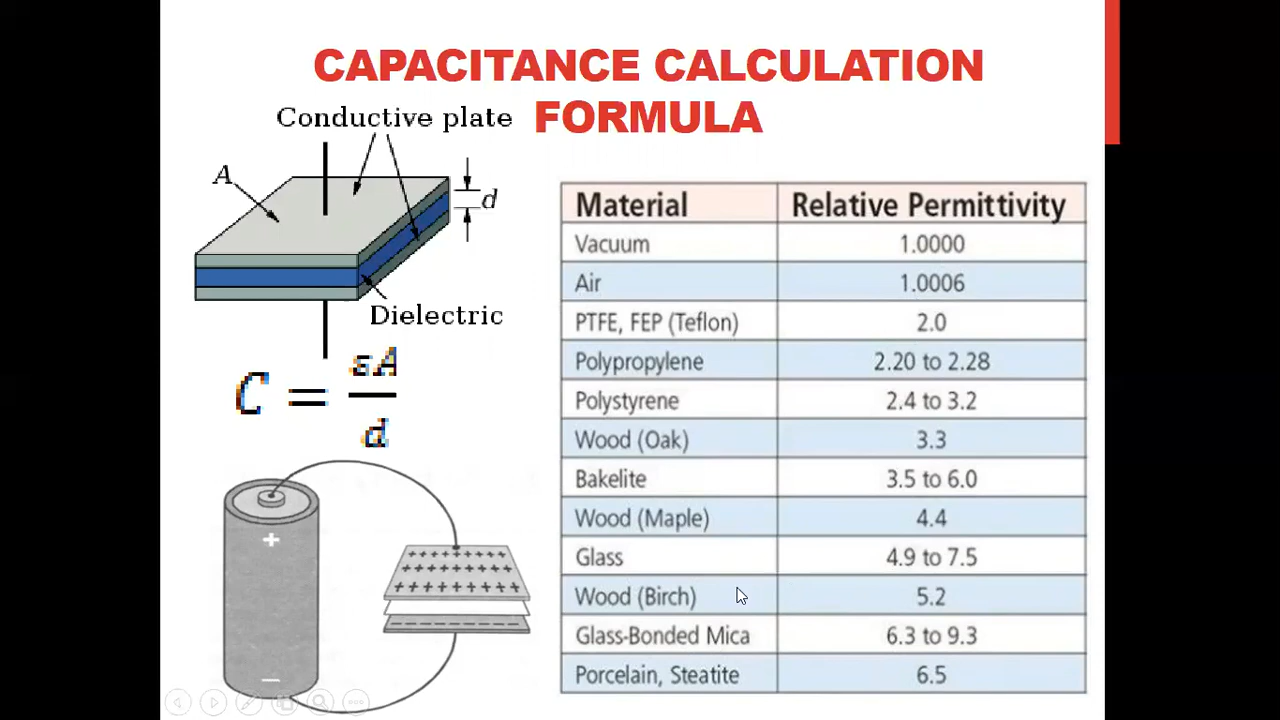 CAPACITANCE CALCULATION
FORMULA
Conductive plate
A
d
Dielectric
C = εA
d
+
−
Material Relative Permittivity
Vacuum 1.0000
Air 1.0006
PTFE, FEP (Teflon) 2.0
Polypropylene 2.20 to 2.28
Polystyrene 2.4 to 3.2
Wood (Oak) 3.3
Bakelite 3.5 to 6.0
Wood (Maple) 4.4
Glass 4.9 to 7.5
Wood (Birch) 5.2
Glass-Bonded Mica 6.3 to 9.3
Porcelain, Steatite 6.5